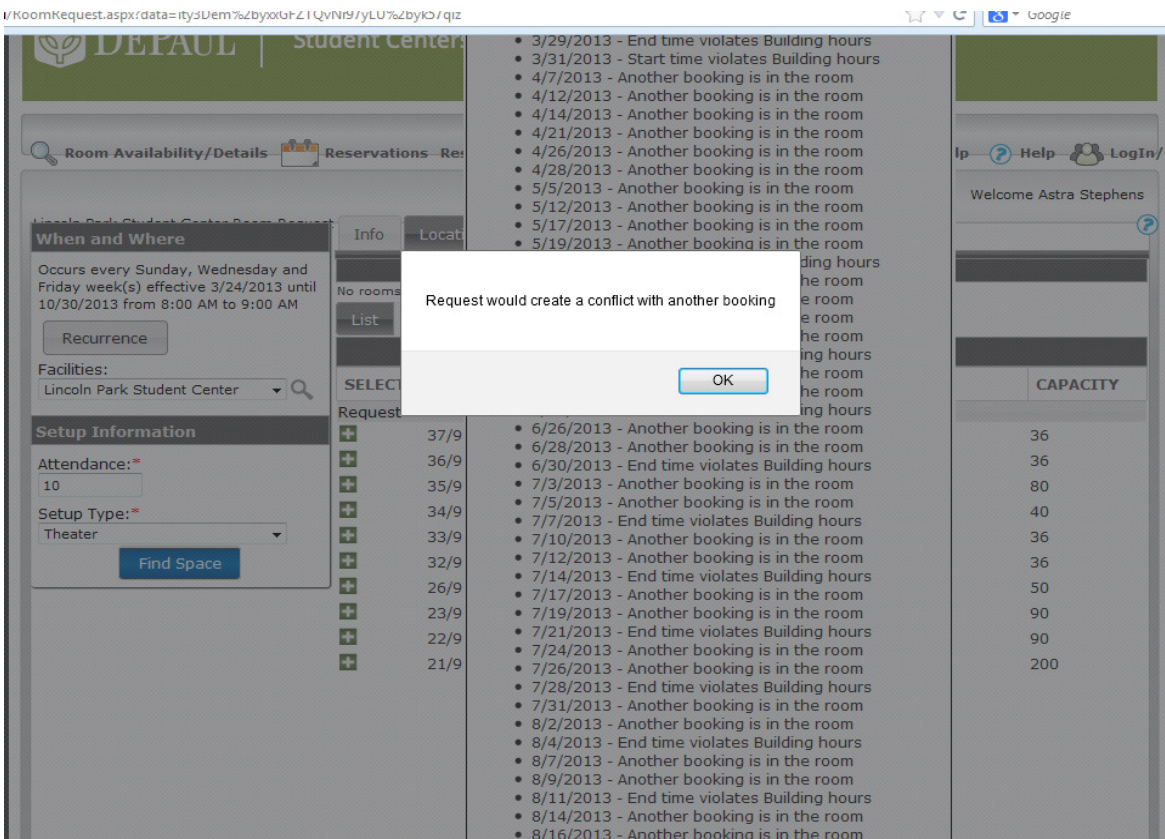 /RoomRequest.aspx?data=
Google
DEPAUL Student Centers
Room Availability/Details Reservations
Help LogIn/
Welcome Astra Stephens
Lincoln Park Student Center Room Request
When and Where
Occurs every Sunday, Wednesday and
Friday week(s) effective 3/24/2013 until
10/30/2013 from 8:00 AM to 9:00 AM
Recurrence
Facilities:
Lincoln Park Student Center
Setup Information
Attendance:*
10
Setup Type:*
Theater
Find Space
Info Locati
No rooms
List
SELECT CAPACITY
Request
37/9 36
36/9 36
35/9 80
34/9 40
33/9 36
32/9 36
26/9 50
23/9 90
22/9 90
21/9 200
3/29/2013 - End time violates Building hours
3/31/2013 - Start time violates Building hours
4/7/2013 - Another booking is in the room
4/12/2013 - Another booking is in the room
4/14/2013 - Another booking is in the room
4/21/2013 - Another booking is in the room
4/26/2013 - Another booking is in the room
4/28/2013 - Another booking is in the room
5/5/2013 - Another booking is in the room
5/12/2013 - Another booking is in the room
5/17/2013 - Another booking is in the room
5/19/2013 - Another booking is in the room
ding hours
he room
e room
e room
he room
ing hours
he room
he room
ing hours
6/26/2013 - Another booking is in the room
6/28/2013 - Another booking is in the room
6/30/2013 - End time violates Building hours
7/3/2013 - Another booking is in the room
7/5/2013 - Another booking is in the room
7/7/2013 - End time violates Building hours
7/10/2013 - Another booking is in the room
7/12/2013 - Another booking is in the room
7/14/2013 - End time violates Building hours
7/17/2013 - Another booking is in the room
7/19/2013 - Another booking is in the room
7/21/2013 - End time violates Building hours
7/24/2013 - Another booking is in the room
7/26/2013 - Another booking is in the room
7/28/2013 - End time violates Building hours
7/31/2013 - Another booking is in the room
8/2/2013 - Another booking is in the room
8/4/2013 - End time violates Building hours
8/7/2013 - Another booking is in the room
8/9/2013 - Another booking is in the room
8/11/2013 - End time violates Building hours
8/14/2013 - Another booking is in the room
8/16/2013 - Another booking is in the room
Request would create a conflict with another booking
OK